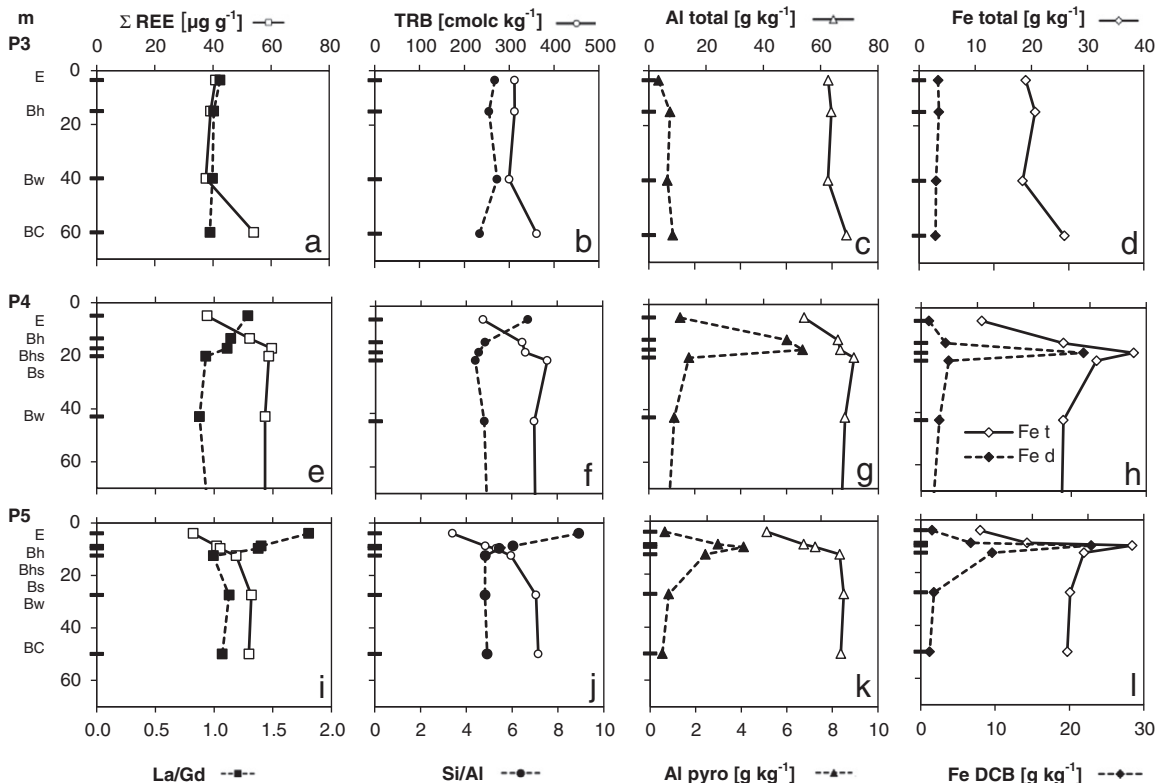 m
Σ REE [µg g⁻¹]
TRB [cmolc kg⁻¹]
Al total [g kg⁻¹]
Fe total [g kg⁻¹]
P3
0 20 40 60 80
0 100 200 300 400 500
0 20 40 60 80 100
0 10 20 30 40
E
Bh
Bw
BC
0
20
40
60
a
b
c
d
P4
E
Bh
Bhs
Bs
Bw
0
20
40
60
Fe t
Fe d
e
f
g
h
P5
E
Bh
Bhs
Bs
Bw
BC
0
20
40
60
i
j
k
l
0.0 0.5 1.0 1.5 2.0
0 2 4 6 8 10
0 2 4 6 8 10
0 10 20 30
La/Gd
Si/Al
Al pyro [g kg⁻¹]
Fe DCB [g kg⁻¹]